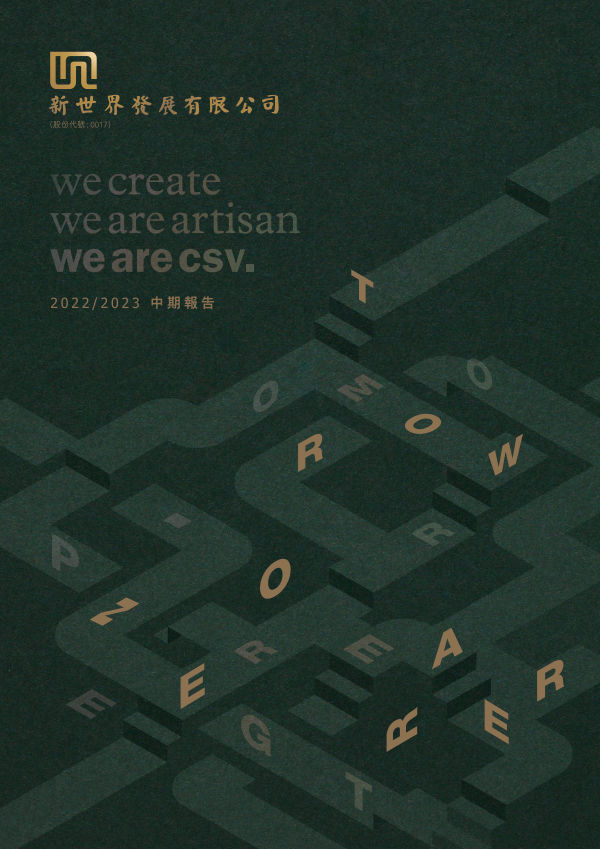 新世界發展有限公司
(股份代號：0017)
we create
we are artisan
we are csv.
2022/2023 中期報告
T
O M O
R O W
R
P
O
Z
R E A
E R
E G R E
T